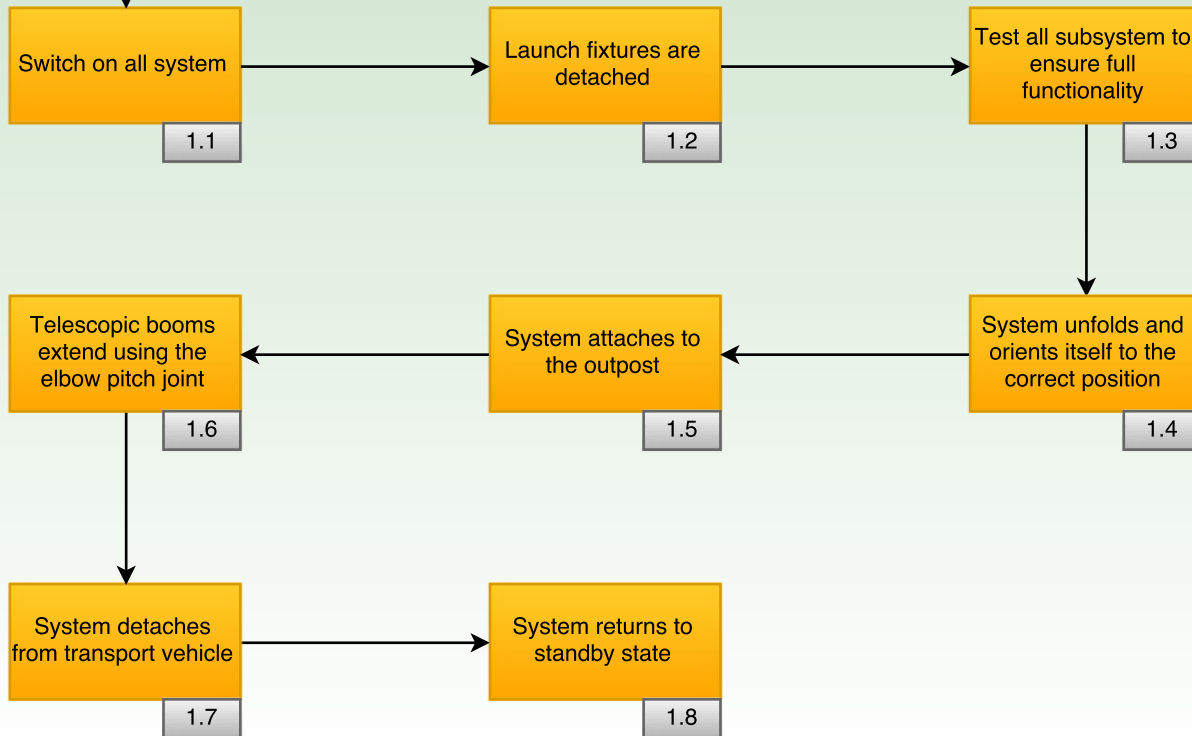 Switch on all system
1.1
Launch fixtures are
detached
1.2
Test all subsystem to
ensure full
functionality
1.3
System unfolds and
orients itself to the
correct position
1.4
System attaches to
the outpost
1.5
Telescopic booms
extend using the
elbow pitch joint
1.6
System detaches
from transport vehicle
1.7
System returns to
standby state
1.8